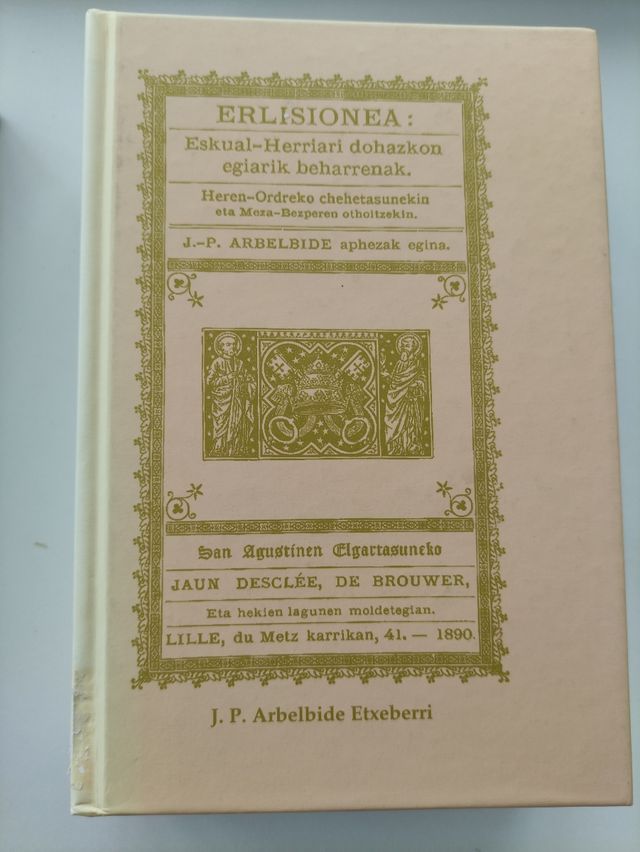 ERLISIONEA:
Eskual-Herriari dohazkon
egiarik beharrenak.
Heren-Ordreko chehetasunekin
eta Meza-Bezperen othoitzekin.
J.-P. ARBELBIDE aphezak egina.
San Agustinen Elgartasuneko
JAUN DESCLÉE, DE BROUWER,
Eta hekien lagunen moldetegian.
LILLE, du Metz karrikan, 41. — 1890.
J. P. Arbelbide Etxeberri